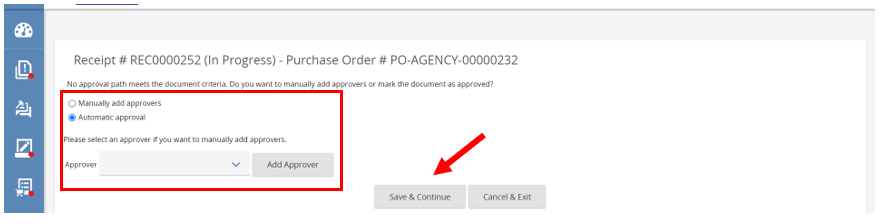 Receipt # REC0000252 (In Progress) - Purchase Order # PO-AGENCY-00000232
No approval path meets the document criteria. Do you want to manually add approvers or mark the document as approved?
Manually add approvers
Automatic approval
Please select an approver if you want to manually add approvers.
Approver Add Approver
Save & Continue Cancel & Exit